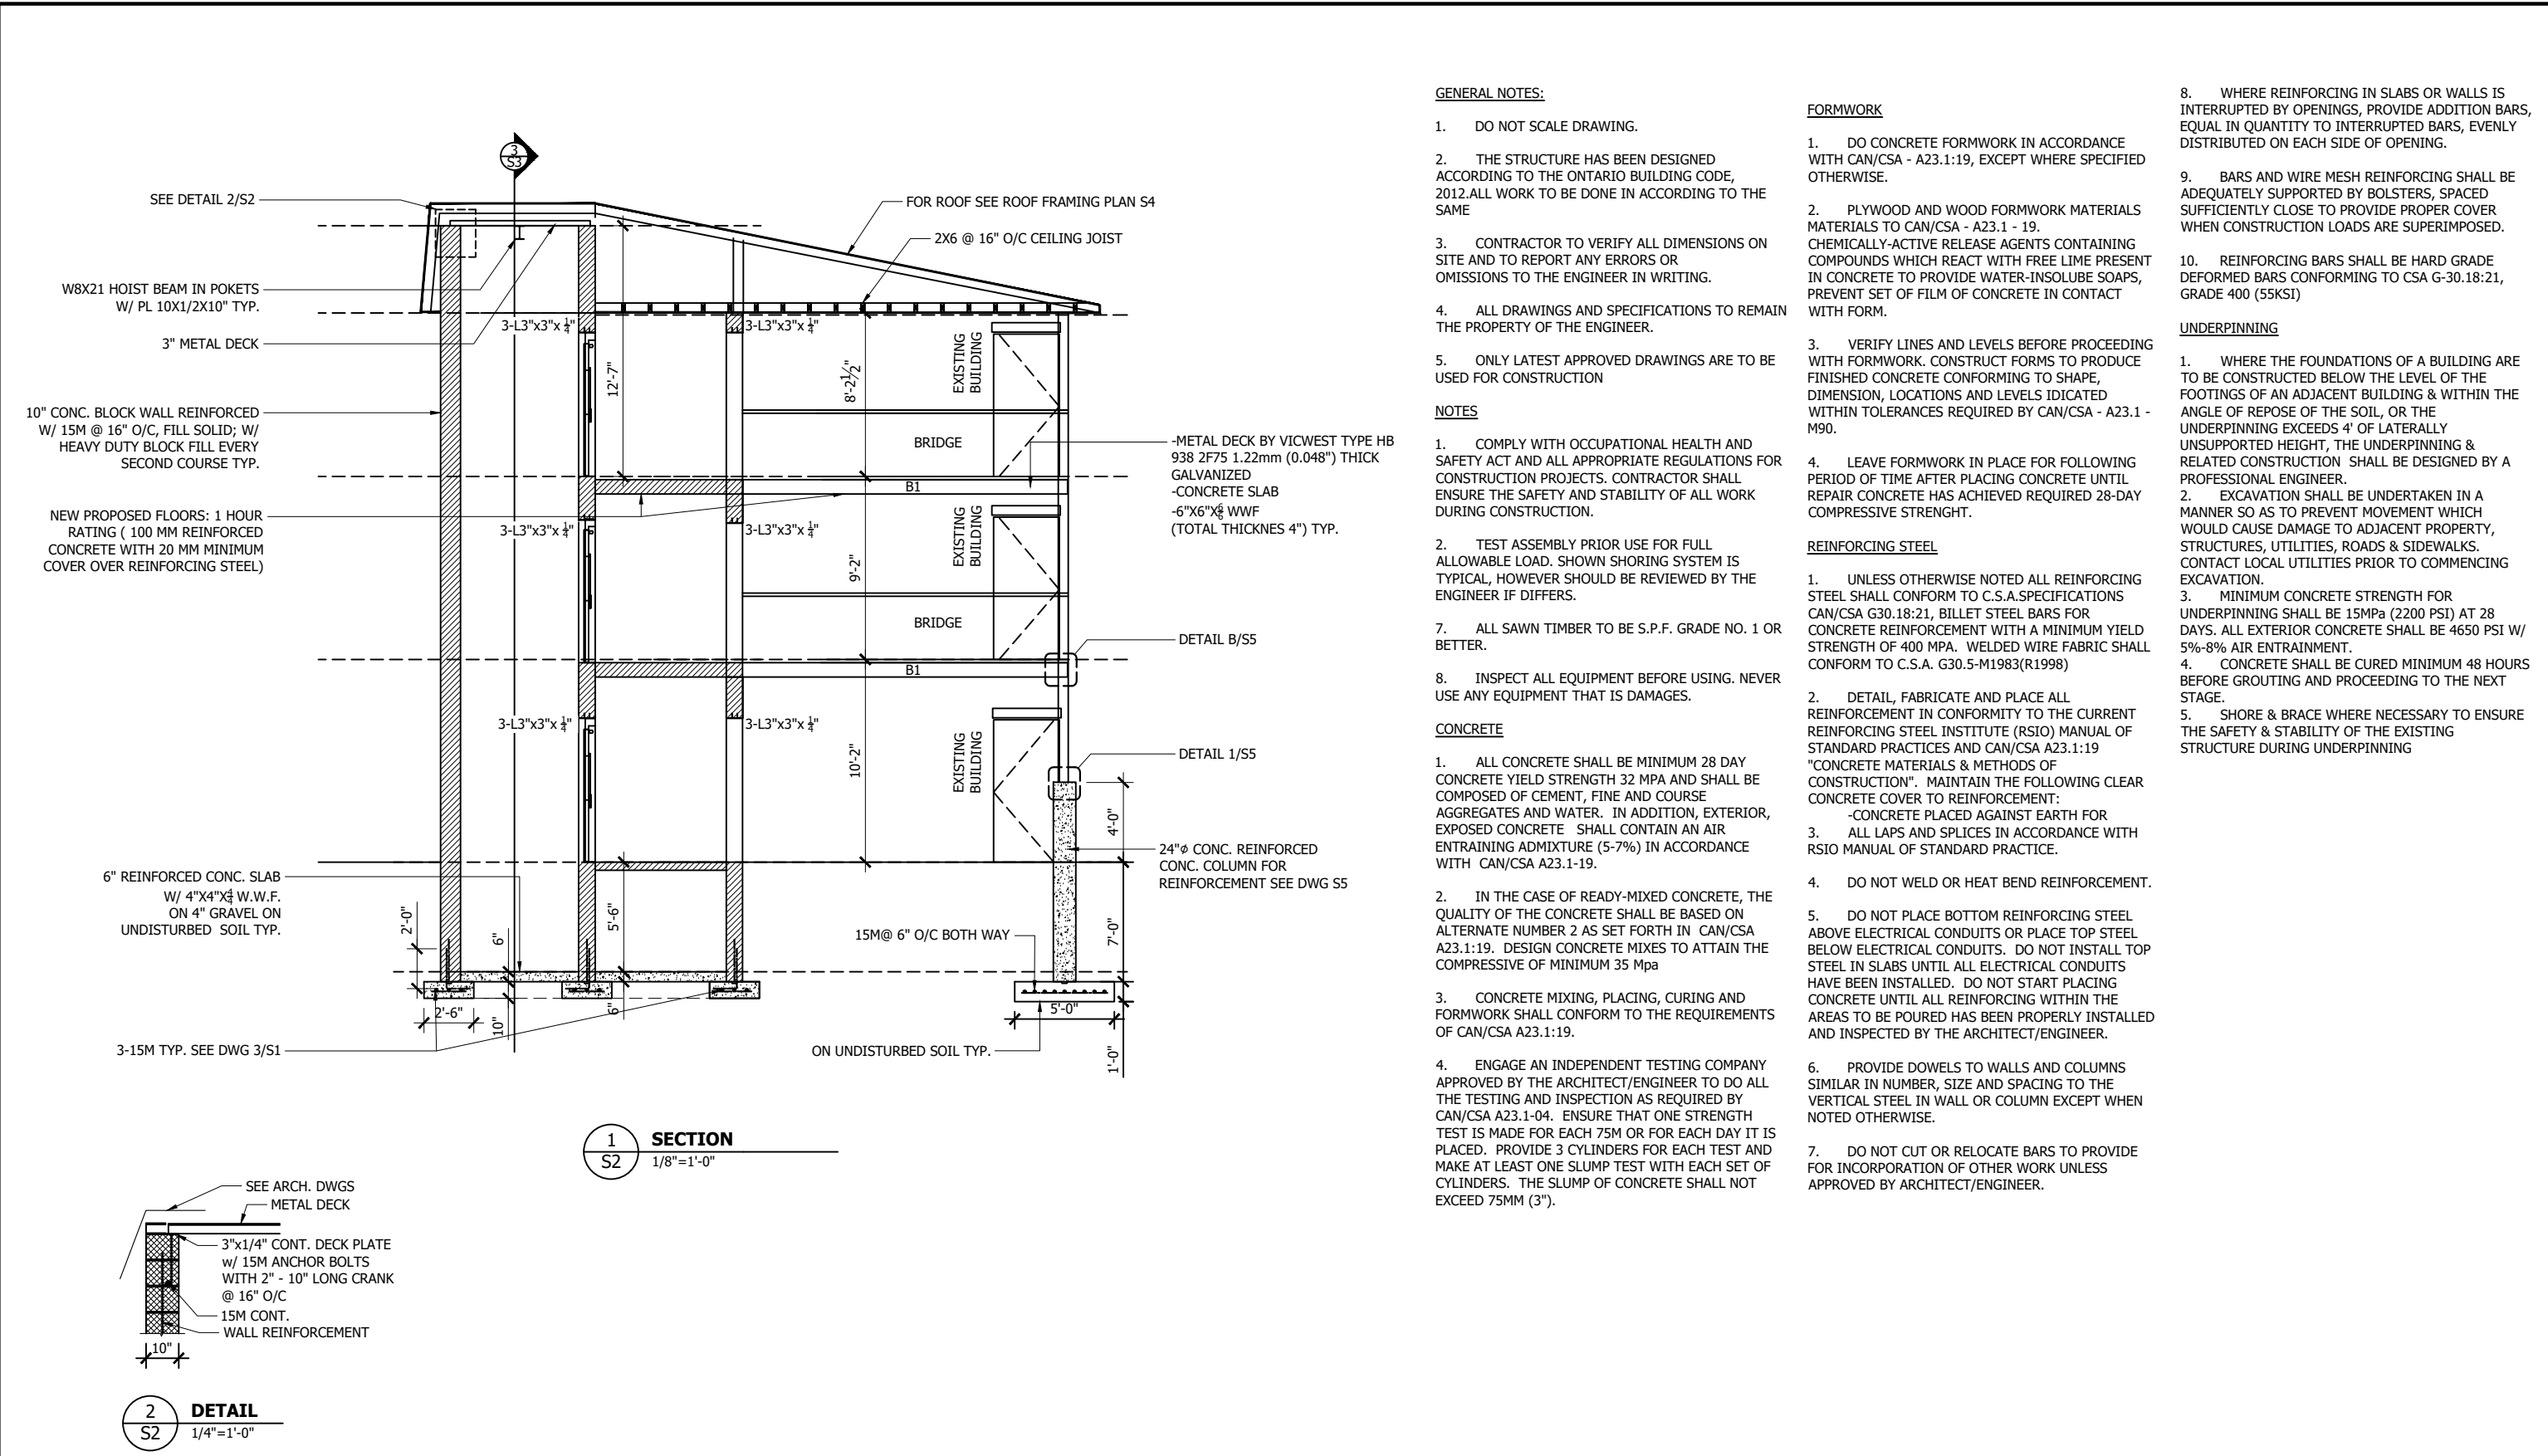 3
S3
SEE DETAIL 2/S2
FOR ROOF SEE ROOF FRAMING PLAN S4
2X6 @ 16" O/C CEILING JOIST
W8X21 HOIST BEAM IN POKETS
W/ PL 10X1/2X10" TYP.
3" METAL DECK
3-L3"x3"x 1/4"
3-L3"x3"x 1/4"
12'-7"
8'-2 1/2"
EXISTING
BUILDING
10" CONC. BLOCK WALL REINFORCED
W/ 15M @ 16" O/C, FILL SOLID; W/
HEAVY DUTY BLOCK FILL EVERY
SECOND COURSE TYP.
BRIDGE
-METAL DECK BY VICWEST TYPE HB
938 2F75 1.22mm (0.048") THICK
GALVANIZED
-CONCRETE SLAB
-6"X6"X6/6 WWF
(TOTAL THICKNES 4") TYP.
B1
NEW PROPOSED FLOORS: 1 HOUR
RATING ( 100 MM REINFORCED
CONCRETE WITH 20 MM MINIMUM
COVER OVER REINFORCING STEEL)
3-L3"x3"x 1/4"
3-L3"x3"x 1/4"
9'-2"
EXISTING
BUILDING
BRIDGE
DETAIL B/S5
B1
3-L3"x3"x 1/4"
3-L3"x3"x 1/4"
10'-2"
EXISTING
BUILDING
DETAIL 1/S5
4'-0"
24"ø CONC. REINFORCED
CONC. COLUMN FOR
REINFORCEMENT SEE DWG S5
6" REINFORCED CONC. SLAB
W/ 4"X4"X4/4 W.W.F.
ON 4" GRAVEL ON
UNDISTURBED SOIL TYP.
2'-0"
6"
5'-6"
15M@ 6" O/C BOTH WAY
7'-0"
2'-6"
10"
6"
5'-0"
1'-0"
3-15M TYP. SEE DWG 3/S1
ON UNDISTURBED SOIL TYP.
1
S2
SECTION
1/8"=1'-0"
SEE ARCH. DWGS
METAL DECK
3"x1/4" CONT. DECK PLATE
w/ 15M ANCHOR BOLTS
WITH 2" - 10" LONG CRANK
@ 16" O/C
15M CONT.
WALL REINFORCEMENT
10"
2
S2
DETAIL
1/4"=1'-0"
GENERAL NOTES:
1. DO NOT SCALE DRAWING.
2. THE STRUCTURE HAS BEEN DESIGNED
ACCORDING TO THE ONTARIO BUILDING CODE,
2012.ALL WORK TO BE DONE IN ACCORDING TO THE
SAME
3. CONTRACTOR TO VERIFY ALL DIMENSIONS ON
SITE AND TO REPORT ANY ERRORS OR
OMISSIONS TO THE ENGINEER IN WRITING.
4. ALL DRAWINGS AND SPECIFICATIONS TO REMAIN
THE PROPERTY OF THE ENGINEER.
5. ONLY LATEST APPROVED DRAWINGS ARE TO BE
USED FOR CONSTRUCTION
NOTES
1. COMPLY WITH OCCUPATIONAL HEALTH AND
SAFETY ACT AND ALL APPROPRIATE REGULATIONS FOR
CONSTRUCTION PROJECTS. CONTRACTOR SHALL
ENSURE THE SAFETY AND STABILITY OF ALL WORK
DURING CONSTRUCTION.
2. TEST ASSEMBLY PRIOR USE FOR FULL
ALLOWABLE LOAD. SHOWN SHORING SYSTEM IS
TYPICAL, HOWEVER SHOULD BE REVIEWED BY THE
ENGINEER IF DIFFERS.
7. ALL SAWN TIMBER TO BE S.P.F. GRADE NO. 1 OR
BETTER.
8. INSPECT ALL EQUIPMENT BEFORE USING. NEVER
USE ANY EQUIPMENT THAT IS DAMAGES.
CONCRETE
1. ALL CONCRETE SHALL BE MINIMUM 28 DAY
CONCRETE YIELD STRENGTH 32 MPA AND SHALL BE
COMPOSED OF CEMENT, FINE AND COURSE
AGGREGATES AND WATER. IN ADDITION, EXTERIOR,
EXPOSED CONCRETE SHALL CONTAIN AN AIR
ENTRAINING ADMIXTURE (5-7%) IN ACCORDANCE
WITH CAN/CSA A23.1-19.
2. IN THE CASE OF READY-MIXED CONCRETE, THE
QUALITY OF THE CONCRETE SHALL BE BASED ON
ALTERNATE NUMBER 2 AS SET FORTH IN CAN/CSA
A23.1:19. DESIGN CONCRETE MIXES TO ATTAIN THE
COMPRESSIVE OF MINIMUM 35 Mpa
3. CONCRETE MIXING, PLACING, CURING AND
FORMWORK SHALL CONFORM TO THE REQUIREMENTS
OF CAN/CSA A23.1:19.
4. ENGAGE AN INDEPENDENT TESTING COMPANY
APPROVED BY THE ARCHITECT/ENGINEER TO DO ALL
THE TESTING AND INSPECTION AS REQUIRED BY
CAN/CSA A23.1-04. ENSURE THAT ONE STRENGTH
TEST IS MADE FOR EACH 75M OR FOR EACH DAY IT IS
PLACED. PROVIDE 3 CYLINDERS FOR EACH TEST AND
MAKE AT LEAST ONE SLUMP TEST WITH EACH SET OF
CYLINDERS. THE SLUMP OF CONCRETE SHALL NOT
EXCEED 75MM (3").
FORMWORK
1. DO CONCRETE FORMWORK IN ACCORDANCE
WITH CAN/CSA - A23.1:19, EXCEPT WHERE SPECIFIED
OTHERWISE.
2. PLYWOOD AND WOOD FORMWORK MATERIALS
MATERIALS TO CAN/CSA - A23.1 - 19.
CHEMICALLY-ACTIVE RELEASE AGENTS CONTAINING
COMPOUNDS WHICH REACT WITH FREE LIME PRESENT
IN CONCRETE TO PROVIDE WATER-INSOLUBE SOAPS,
PREVENT SET OF FILM OF CONCRETE IN CONTACT
WITH FORM.
3. VERIFY LINES AND LEVELS BEFORE PROCEEDING
WITH FORMWORK. CONSTRUCT FORMS TO PRODUCE
FINISHED CONCRETE CONFORMING TO SHAPE,
DIMENSION, LOCATIONS AND LEVELS IDICATED
WITHIN TOLERANCES REQUIRED BY CAN/CSA - A23.1 -
M90.
4. LEAVE FORMWORK IN PLACE FOR FOLLOWING
PERIOD OF TIME AFTER PLACING CONCRETE UNTIL
REPAIR CONCRETE HAS ACHIEVED REQUIRED 28-DAY
COMPRESSIVE STRENGHT.
REINFORCING STEEL
1. UNLESS OTHERWISE NOTED ALL REINFORCING
STEEL SHALL CONFORM TO C.S.A.SPECIFICATIONS
CAN/CSA G30.18:21, BILLET STEEL BARS FOR
CONCRETE REINFORCEMENT WITH A MINIMUM YIELD
STRENGTH OF 400 MPA. WELDED WIRE FABRIC SHALL
CONFORM TO C.S.A. G30.5-M1983(R1998)
2. DETAIL, FABRICATE AND PLACE ALL
REINFORCEMENT IN CONFORMITY TO THE CURRENT
REINFORCING STEEL INSTITUTE (RSIO) MANUAL OF
STANDARD PRACTICES AND CAN/CSA A23.1:19
"CONCRETE MATERIALS & METHODS OF
CONSTRUCTION". MAINTAIN THE FOLLOWING CLEAR
CONCRETE COVER TO REINFORCEMENT:
-CONCRETE PLACED AGAINST EARTH FOR
3. ALL LAPS AND SPLICES IN ACCORDANCE WITH
RSIO MANUAL OF STANDARD PRACTICE.
4. DO NOT WELD OR HEAT BEND REINFORCEMENT.
5. DO NOT PLACE BOTTOM REINFORCING STEEL
ABOVE ELECTRICAL CONDUITS OR PLACE TOP STEEL
BELOW ELECTRICAL CONDUITS. DO NOT INSTALL TOP
STEEL IN SLABS UNTIL ALL ELECTRICAL CONDUITS
HAVE BEEN INSTALLED. DO NOT START PLACING
CONCRETE UNTIL ALL REINFORCING WITHIN THE
AREAS TO BE POURED HAS BEEN PROPERLY INSTALLED
AND INSPECTED BY THE ARCHITECT/ENGINEER.
6. PROVIDE DOWELS TO WALLS AND COLUMNS
SIMILAR IN NUMBER, SIZE AND SPACING TO THE
VERTICAL STEEL IN WALL OR COLUMN EXCEPT WHEN
NOTED OTHERWISE.
7. DO NOT CUT OR RELOCATE BARS TO PROVIDE
FOR INCORPORATION OF OTHER WORK UNLESS
APPROVED BY ARCHITECT/ENGINEER.
8. WHERE REINFORCING IN SLABS OR WALLS IS
INTERRUPTED BY OPENINGS, PROVIDE ADDITION BARS,
EQUAL IN QUANTITY TO INTERRUPTED BARS, EVENLY
DISTRIBUTED ON EACH SIDE OF OPENING.
9. BARS AND WIRE MESH REINFORCING SHALL BE
ADEQUATELY SUPPORTED BY BOLSTERS, SPACED
SUFFICIENTLY CLOSE TO PROVIDE PROPER COVER
WHEN CONSTRUCTION LOADS ARE SUPERIMPOSED.
10. REINFORCING BARS SHALL BE HARD GRADE
DEFORMED BARS CONFORMING TO CSA G-30.18:21,
GRADE 400 (55KSI)
UNDERPINNING
1. WHERE THE FOUNDATIONS OF A BUILDING ARE
TO BE CONSTRUCTED BELOW THE LEVEL OF THE
FOOTINGS OF AN ADJACENT BUILDING & WITHIN THE
ANGLE OF REPOSE OF THE SOIL, OR THE
UNDERPINNING EXCEEDS 4' OF LATERALLY
UNSUPPORTED HEIGHT, THE UNDERPINNING &
RELATED CONSTRUCTION SHALL BE DESIGNED BY A
PROFESSIONAL ENGINEER.
2. EXCAVATION SHALL BE UNDERTAKEN IN A
MANNER SO AS TO PREVENT MOVEMENT WHICH
WOULD CAUSE DAMAGE TO ADJACENT PROPERTY,
STRUCTURES, UTILITIES, ROADS & SIDEWALKS.
CONTACT LOCAL UTILITIES PRIOR TO COMMENCING
EXCAVATION.
3. MINIMUM CONCRETE STRENGTH FOR
UNDERPINNING SHALL BE 15MPa (2200 PSI) AT 28
DAYS. ALL EXTERIOR CONCRETE SHALL BE 4650 PSI W/
5%-8% AIR ENTRAINMENT.
4. CONCRETE SHALL BE CURED MINIMUM 48 HOURS
BEFORE GROUTING AND PROCEEDING TO THE NEXT
STAGE.
5. SHORE & BRACE WHERE NECESSARY TO ENSURE
THE SAFETY & STABILITY OF THE EXISTING
STRUCTURE DURING UNDERPINNING